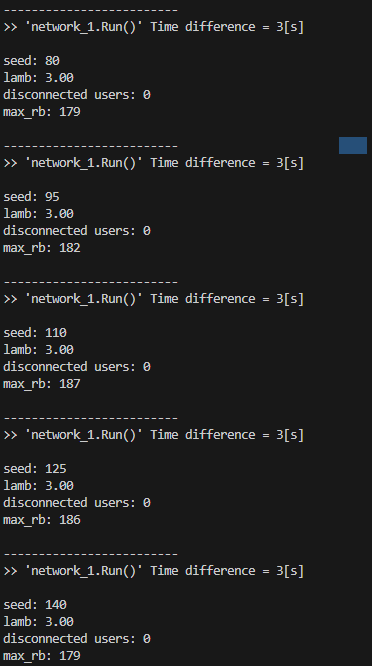 -------------------------
>> 'network_1.Run()' Time difference = 3[s]
seed: 80
lamb: 3.00
disconnected users: 0
max_rb: 179
-------------------------
>> 'network_1.Run()' Time difference = 3[s]
seed: 95
lamb: 3.00
disconnected users: 0
max_rb: 182
-------------------------
>> 'network_1.Run()' Time difference = 3[s]
seed: 110
lamb: 3.00
disconnected users: 0
max_rb: 187
-------------------------
>> 'network_1.Run()' Time difference = 3[s]
seed: 125
lamb: 3.00
disconnected users: 0
max_rb: 186
-------------------------
>> 'network_1.Run()' Time difference = 3[s]
seed: 140
lamb: 3.00
disconnected users: 0
max_rb: 179